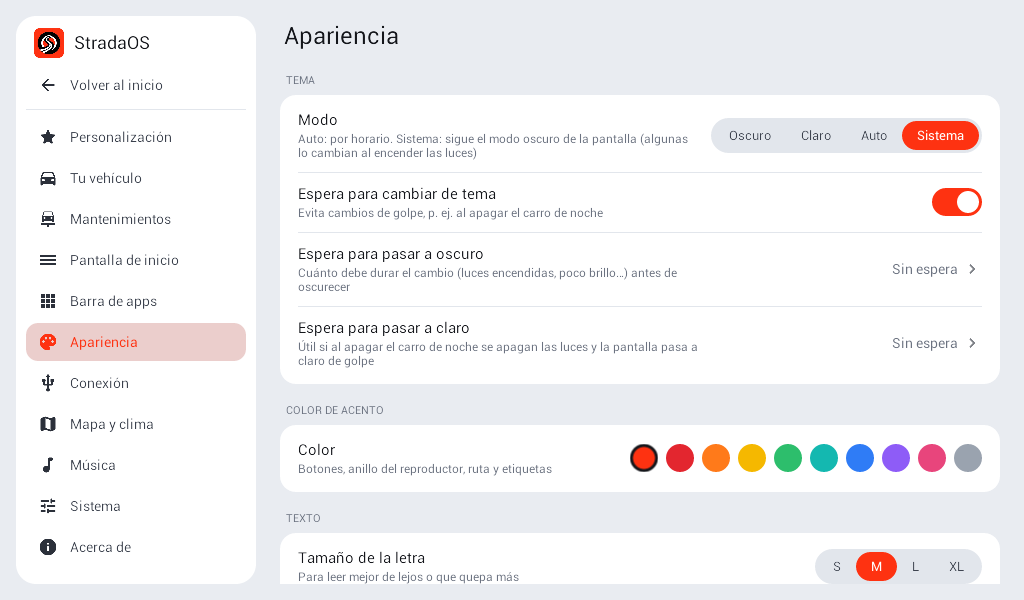 StradaOS
Volver al inicio
Personalización
Tu vehículo
Mantenimientos
Pantalla de inicio
Barra de apps
Apariencia
Conexión
Mapa y clima
Música
Sistema
Acerca de
Apariencia
TEMA
Modo
Auto: por horario. Sistema: sigue el modo oscuro de la pantalla (algunas
lo cambian al encender las luces)
Oscuro Claro Auto Sistema
Espera para cambiar de tema
Evita cambios de golpe, p. ej. al apagar el carro de noche
Espera para pasar a oscuro
Cuánto debe durar el cambio (luces encendidas, poco brillo…) antes de
oscurecer
Sin espera
Espera para pasar a claro
Útil si al apagar el carro de noche se apagan las luces y la pantalla pasa a
claro de golpe
Sin espera
COLOR DE ACENTO
Color
Botones, anillo del reproductor, ruta y etiquetas
TEXTO
Tamaño de la letra
Para leer mejor de lejos o que quepa más
S M L XL